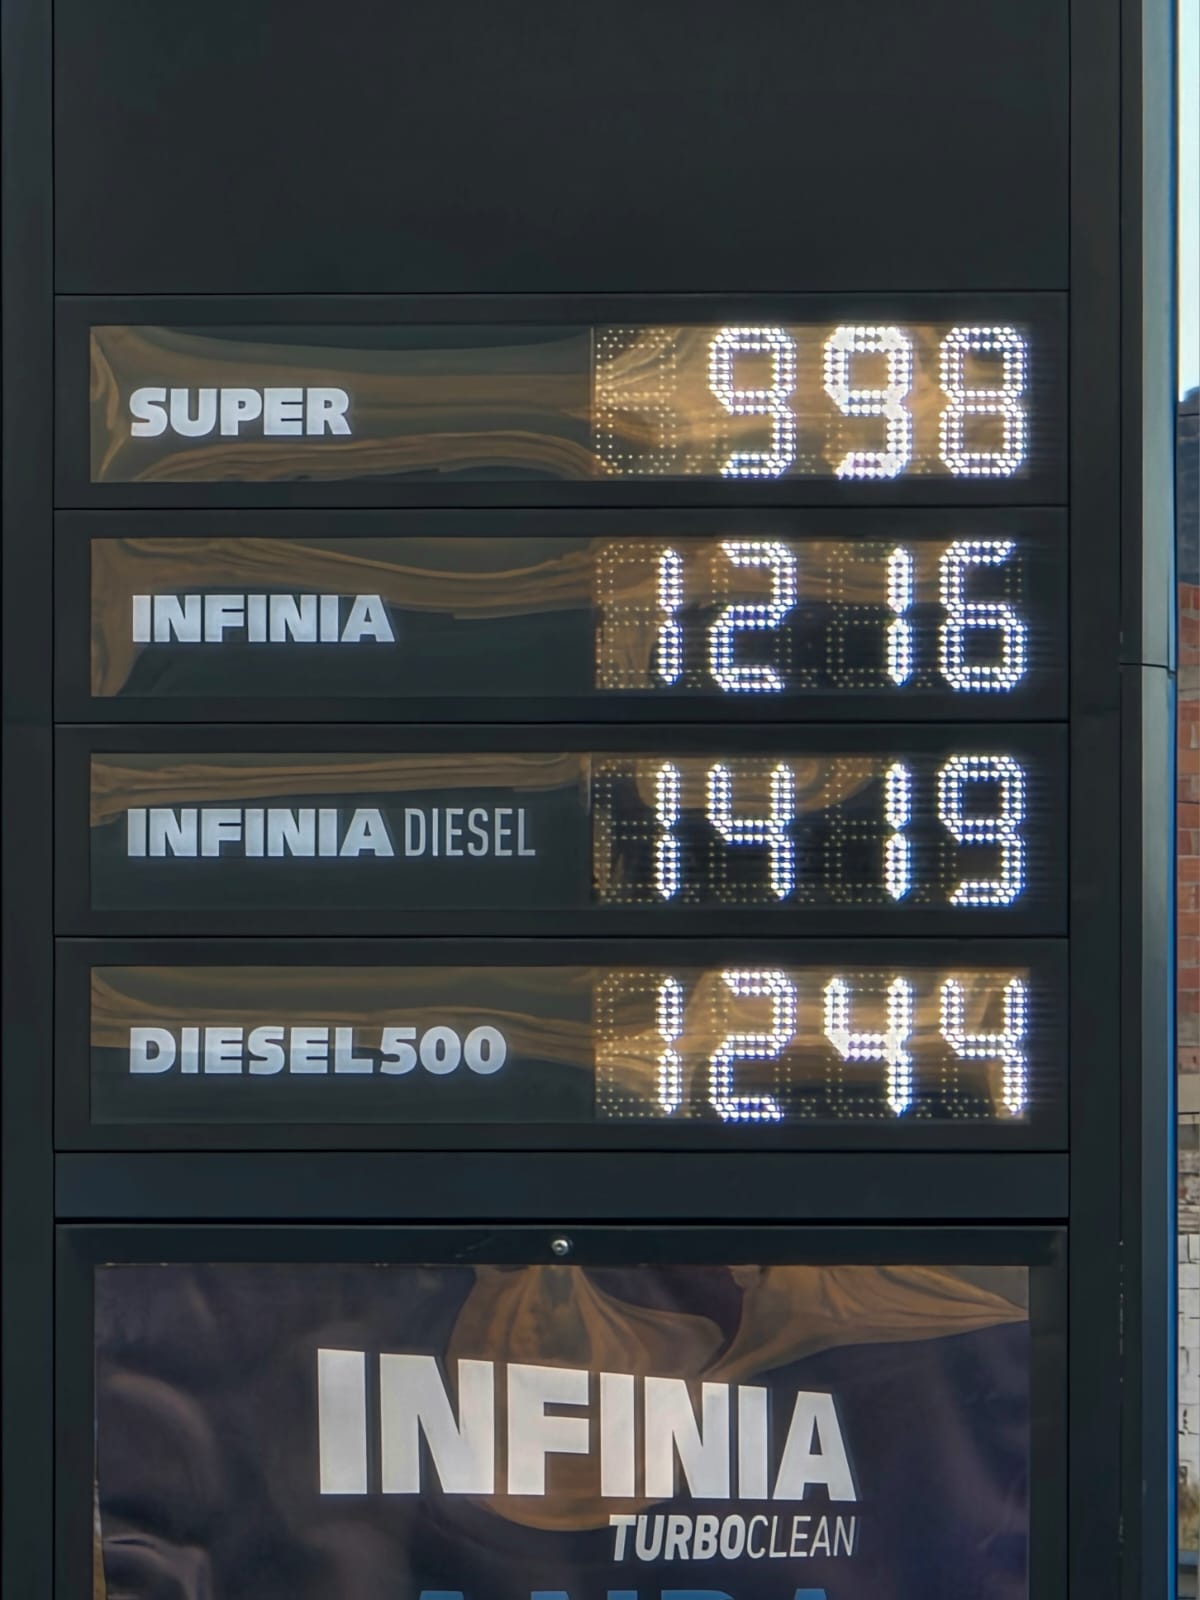 SUPER 998
INFINIA 1216
INFINIA DIESEL 1419
DIESEL500 1244
INFINIA
TURBOCLEAN